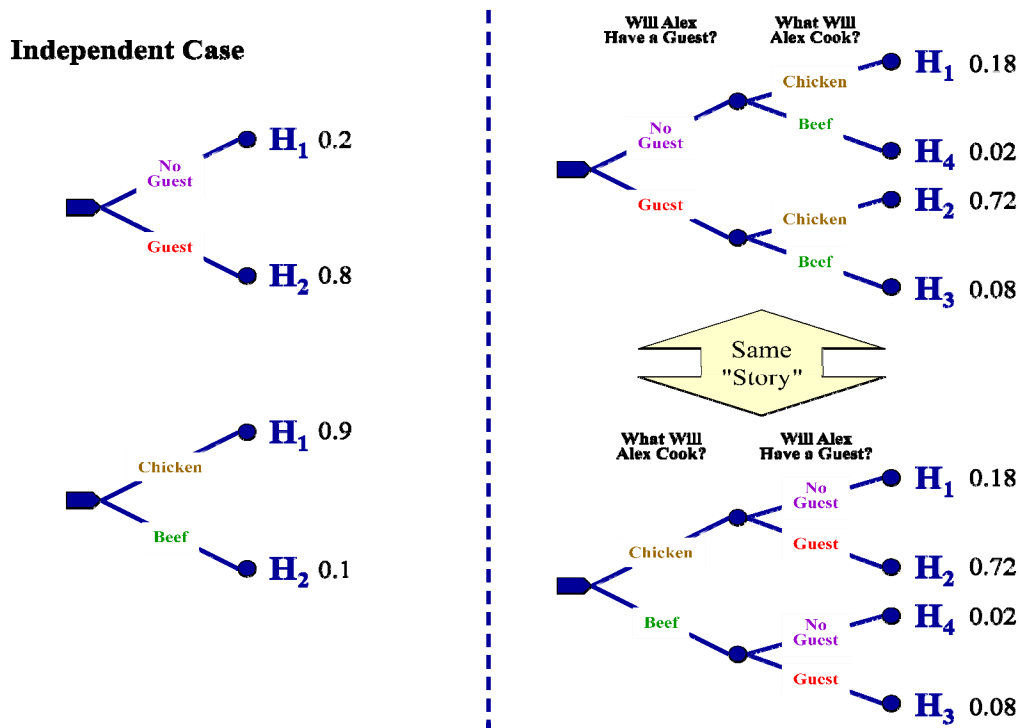 Independent Case
No
Guest
H₁ 0.2
Guest
H₂ 0.8
Chicken
H₁ 0.9
Beef
H₂ 0.1
Will Alex
Have a Guest?
What Will
Alex Cook?
No
Guest
Chicken
H₁ 0.18
Beef
H₄ 0.02
Guest
Chicken
H₂ 0.72
Beef
H₃ 0.08
Same
"Story"
What Will
Alex Cook?
Will Alex
Have a Guest?
Chicken
No
Guest
H₁ 0.18
Guest
H₂ 0.72
Beef
No
Guest
H₄ 0.02
Guest
H₃ 0.08